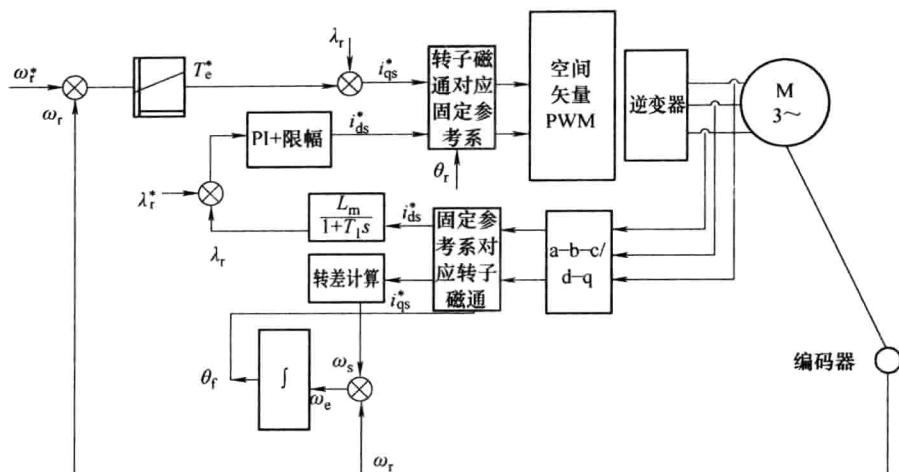 ω*r
ωr
T*e
λr
i*qs
转子磁
通对应
固定参
考系
空间
矢量
PWM
逆变器
M
3~
PI+限幅
i*ds
θr
λ*r
λr
Lm
1+T1s
i*ds
固定参
考系对
应转子
磁通
a-b-c/
d-q
转差计算
i*qs
ωs
θf
∫
ωe
ωr
编码器